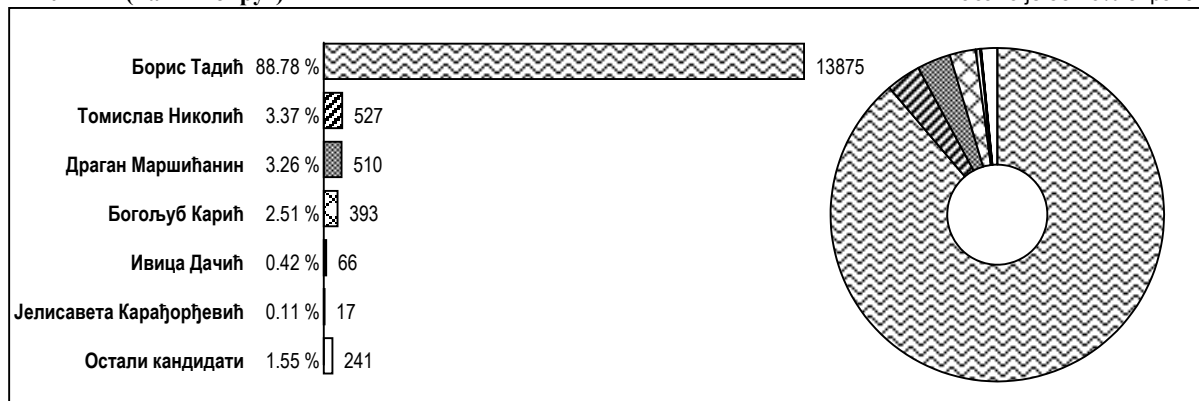 Борис Тадић 88.78 % 13875
Томислав Николић 3.37 % 527
Драган Маршићанин 3.26 % 510
Богољуб Карић 2.51 % 393
Ивица Дачић 0.42 % 66
Јелисавета Карађорђевић 0.11 % 17
Остали кандидати 1.55 % 241